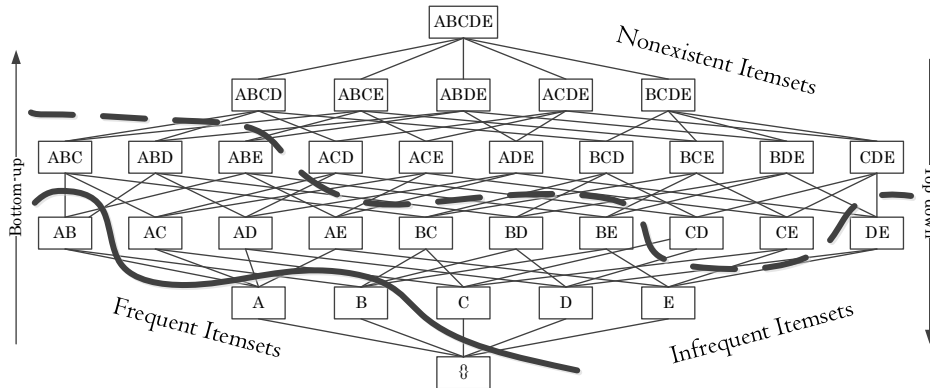 ABCDE
Nonexistent Itemsets
ABCD ABCE ABDE ACDE BCDE
ABC ABD ABE ACD ACE ADE BCD BCE BDE CDE
Bottom-up
AB AC AD AE BC BD BE CD CE DE
A B C D E
Frequent Itemsets
Infrequent Itemsets
{}